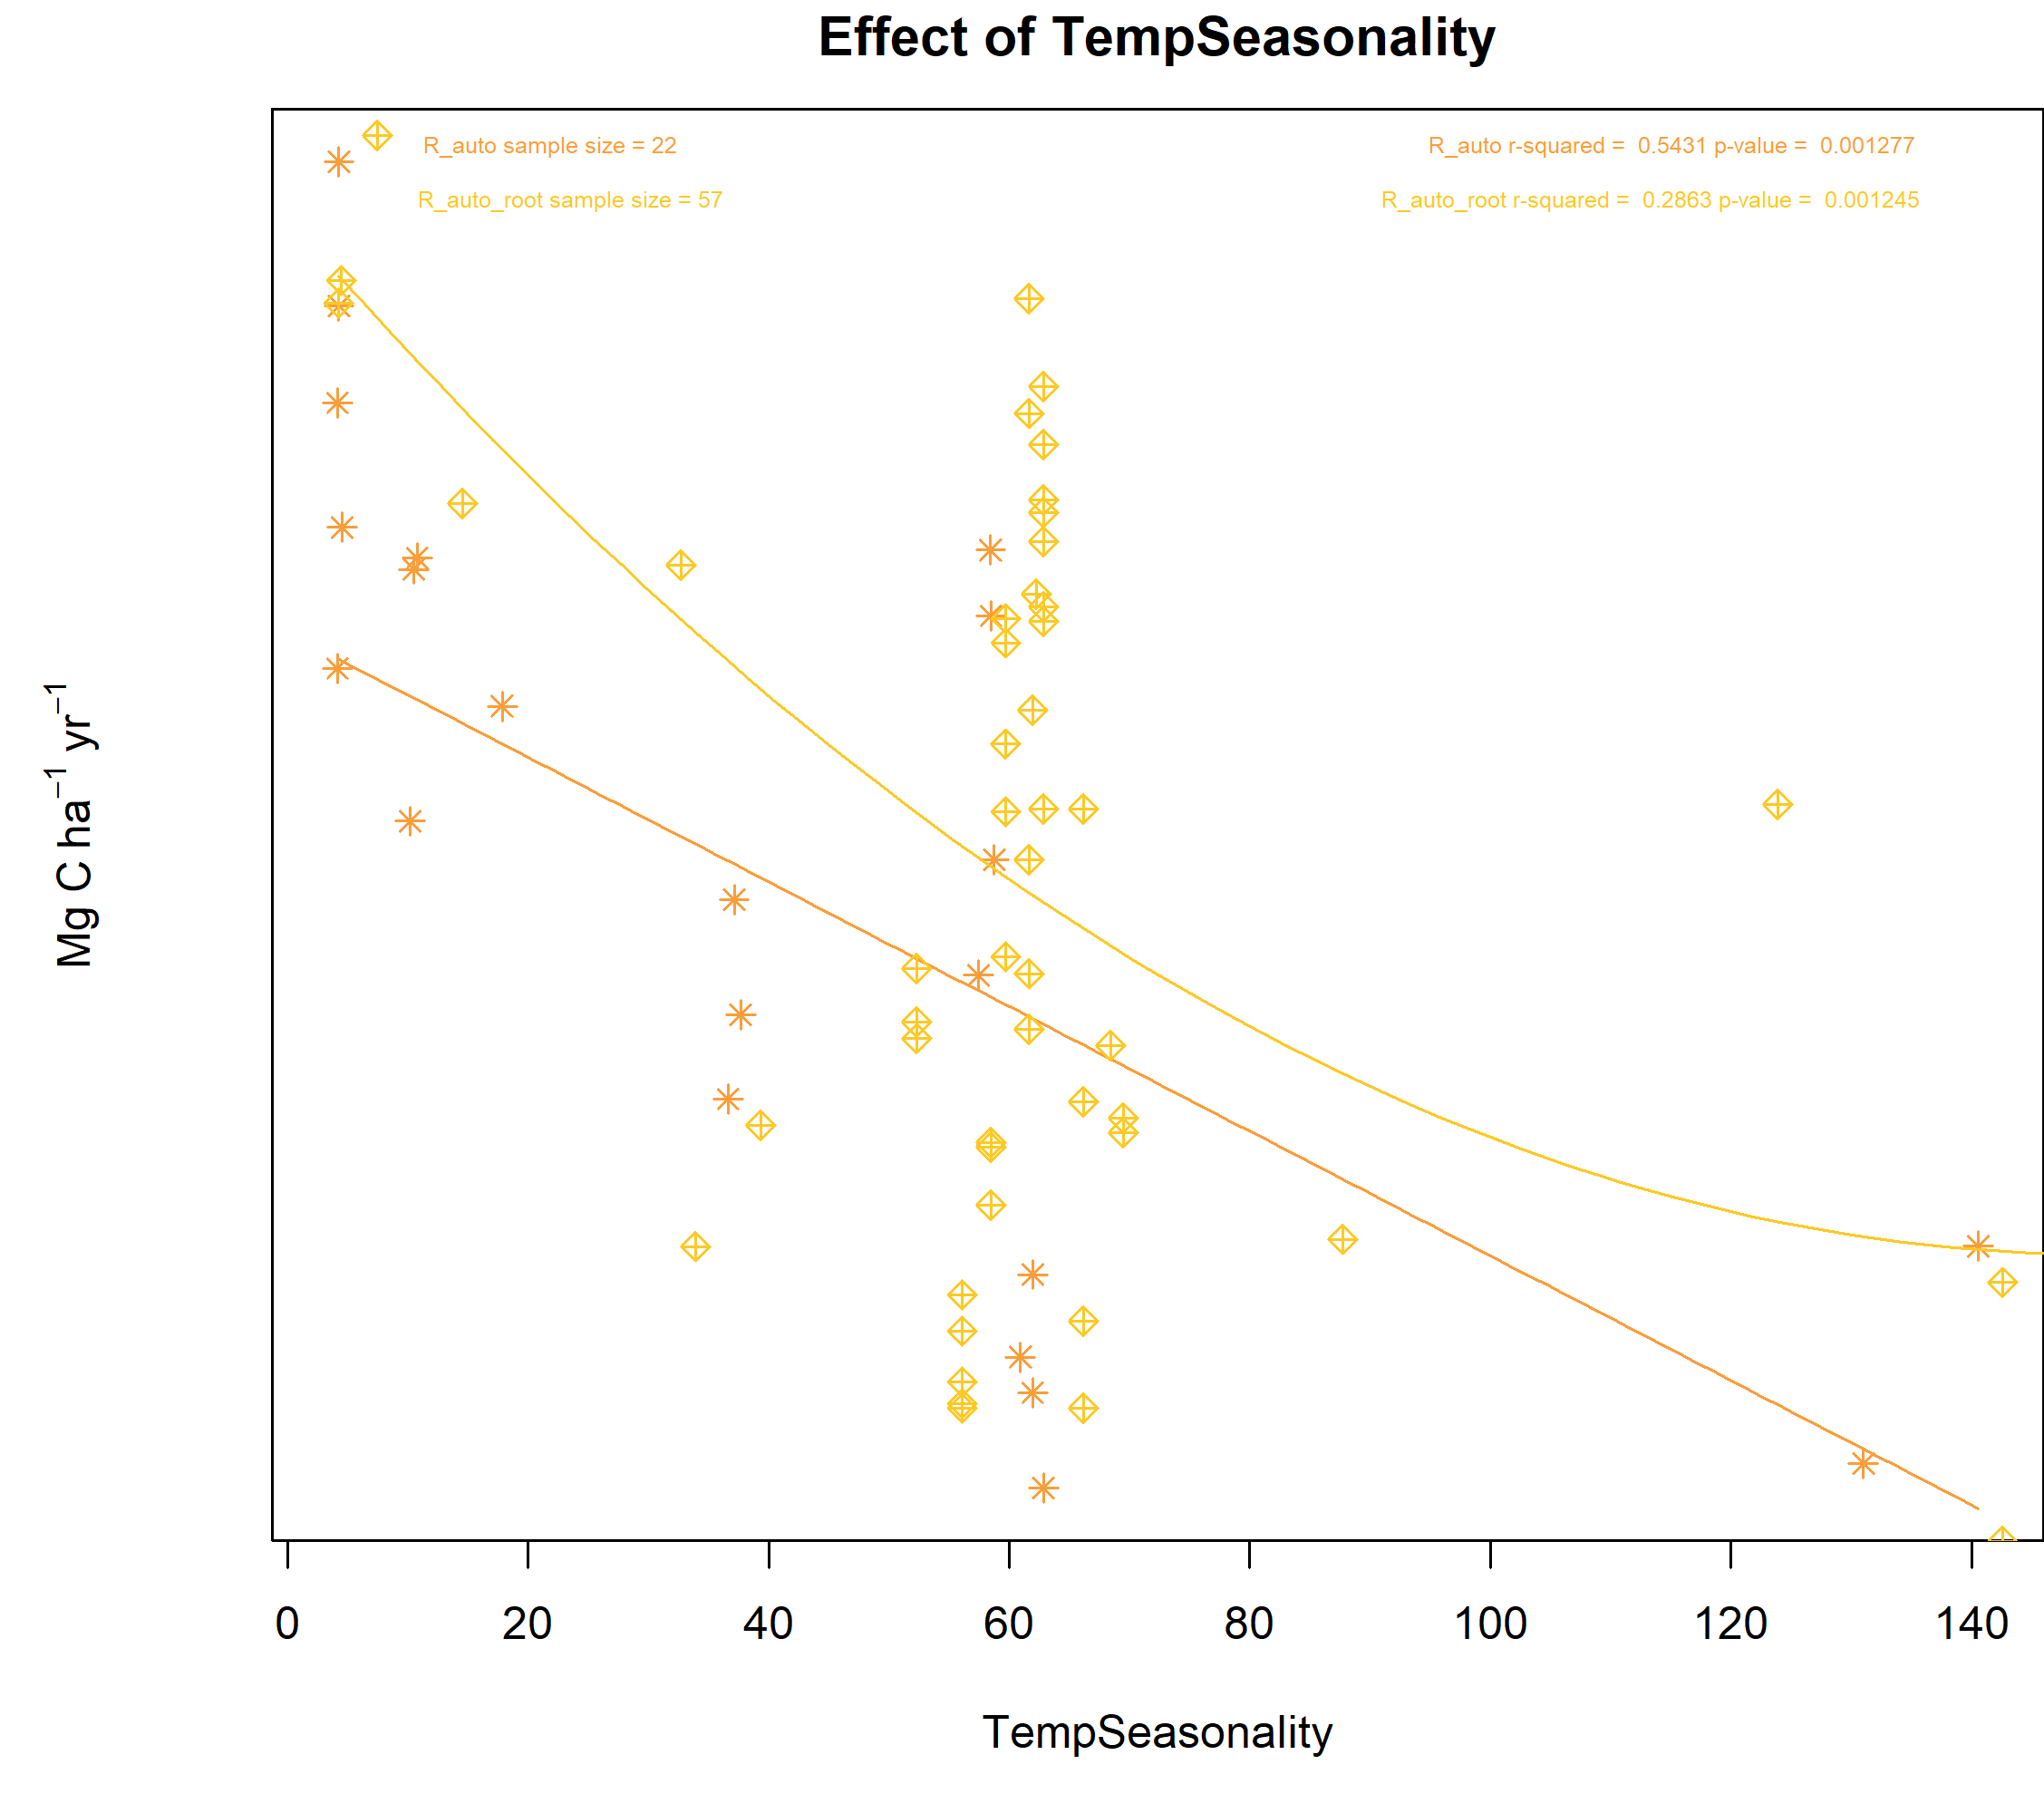 Effect of TempSeasonality
R_auto sample size = 22
R_auto r-squared = 0.5431 p-value = 0.001277
R_auto_root sample size = 57
R_auto_root r-squared = 0.2863 p-value = 0.001245
Mg C ha⁻¹ yr⁻¹
0 20 40 60 80 100 120 140
TempSeasonality